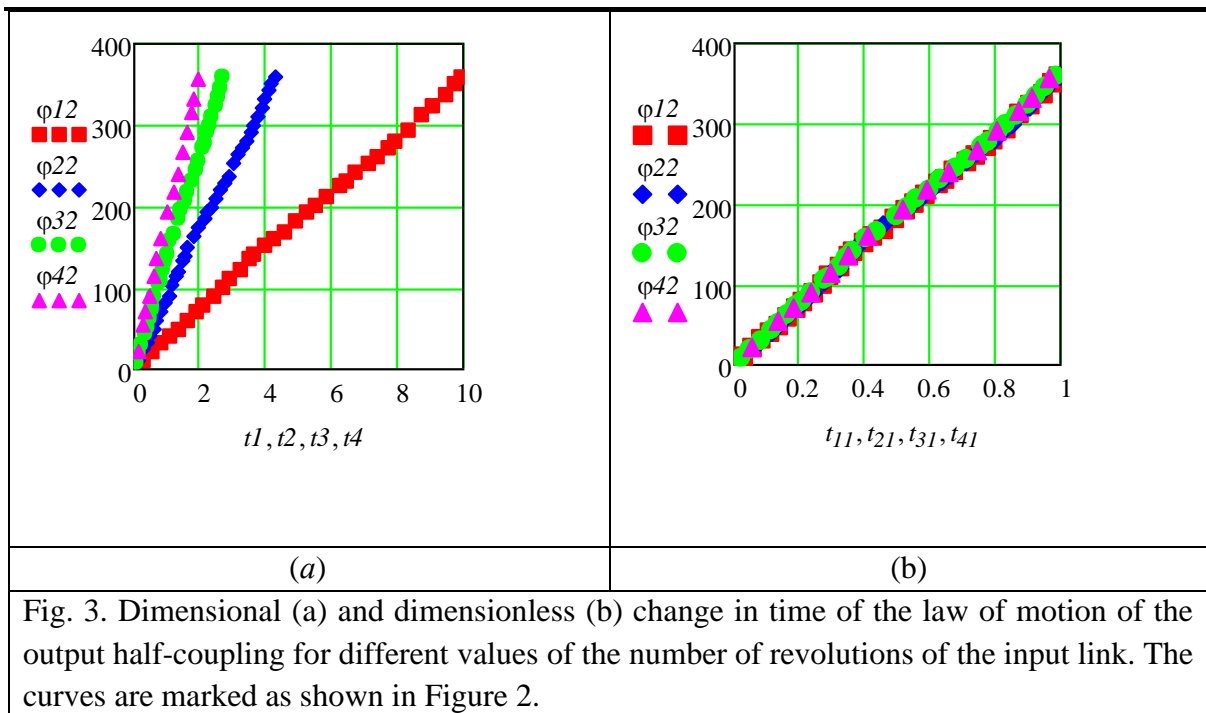 400
300
200
100
0
φ12
φ22
φ32
φ42
0 2 4 6 8 10
t1, t2, t3, t4
400
300
200
100
0
φ12
φ22
φ32
φ42
0 0.2 0.4 0.6 0.8 1
t11, t21, t31, t41
(a) (b)
Fig. 3. Dimensional (a) and dimensionless (b) change in time of the law of motion of the
output half-coupling for different values of the number of revolutions of the input link. The
curves are marked as shown in Figure 2.